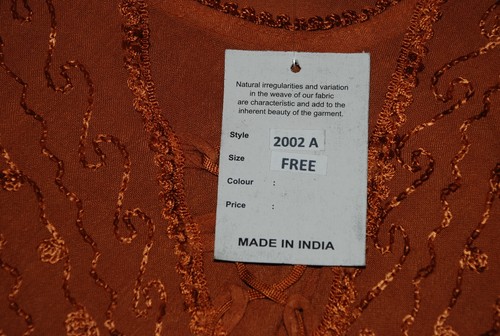 Natural irregularities and variation
in the weave of our fabric
are characteristic and add to the
inherent beauty of the garment.
Style 2002 A
Size FREE
Colour :
Price :
MADE IN INDIA